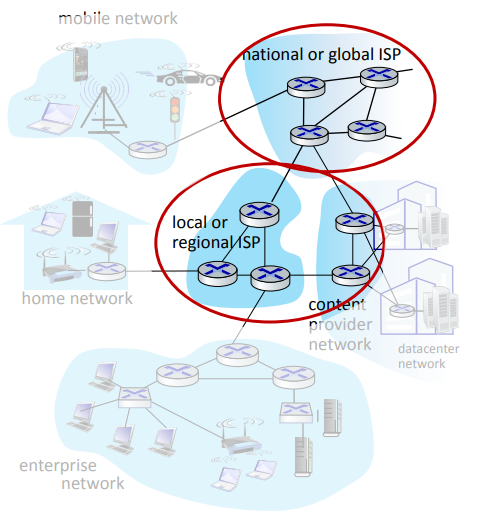 mobile network
national or global ISP
local or
regional ISP
home network
content
provider
network
datacenter
network
enterprise
network